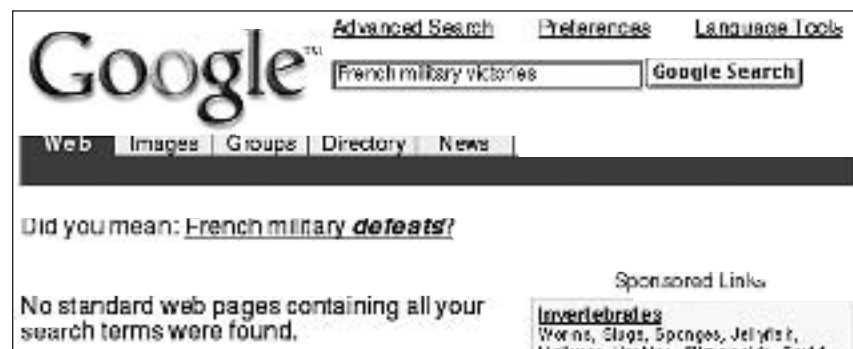 Advanced Search Preferences Language Tools
Google™
French military victories Google Search
Web Images Groups Directory News
Did you mean: French military defeats?
Sponsored Links
No standard web pages containing all your
search terms were found.
Invertebrates
Worms, Slugs, Sponges, Jellyfish,